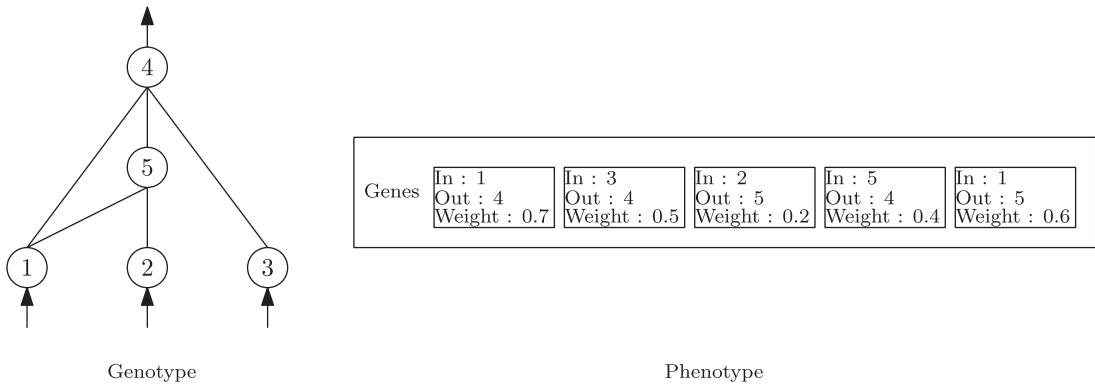 4
5
1 2 3
Genotype
Genes
In : 1
Out : 4
Weight : 0.7
In : 3
Out : 4
Weight : 0.5
In : 2
Out : 5
Weight : 0.2
In : 5
Out : 4
Weight : 0.4
In : 1
Out : 5
Weight : 0.6
Phenotype